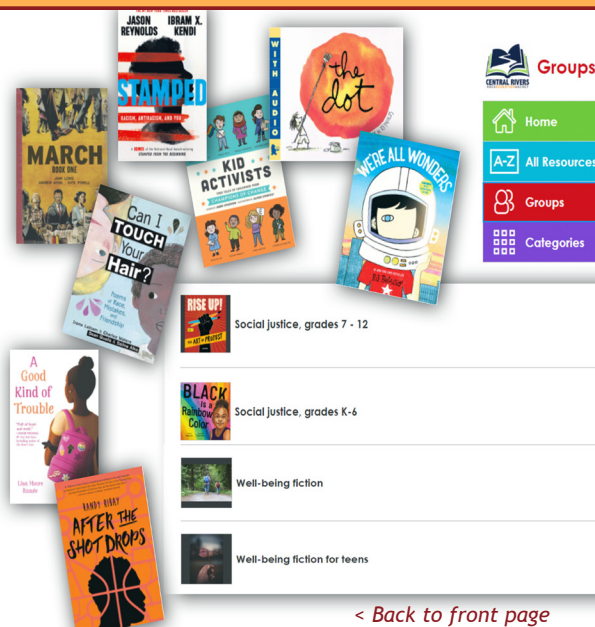 JASON REYNOLDS
IBRAM X. KENDI
STAMPED
RACISM, ANTIRACISM, AND YOU
WITH AUDIO
the dot
MARCH
BOOK ONE
KID ACTIVISTS
CHAMPIONS OF CHANGE
WE'RE ALL WONDERS
Can I
TOUCH
Your
Hair?
Poems
of Race,
Mistakes,
and
Friendship
A
Good
Kind of
Trouble
Lisa Moore
Ramée
RANDY RIBAY
AFTER THE
SHOT DROPS
CENTRAL RIVERS
Groups
Home
A-Z All Resources
Groups
Categories
RISE UP!
THE ART OF PROTEST
Social justice, grades 7 - 12
BLACK
is a
Rainbow
Color
Social justice, grades K-6
Well-being fiction
Well-being fiction for teens
< Back to front page